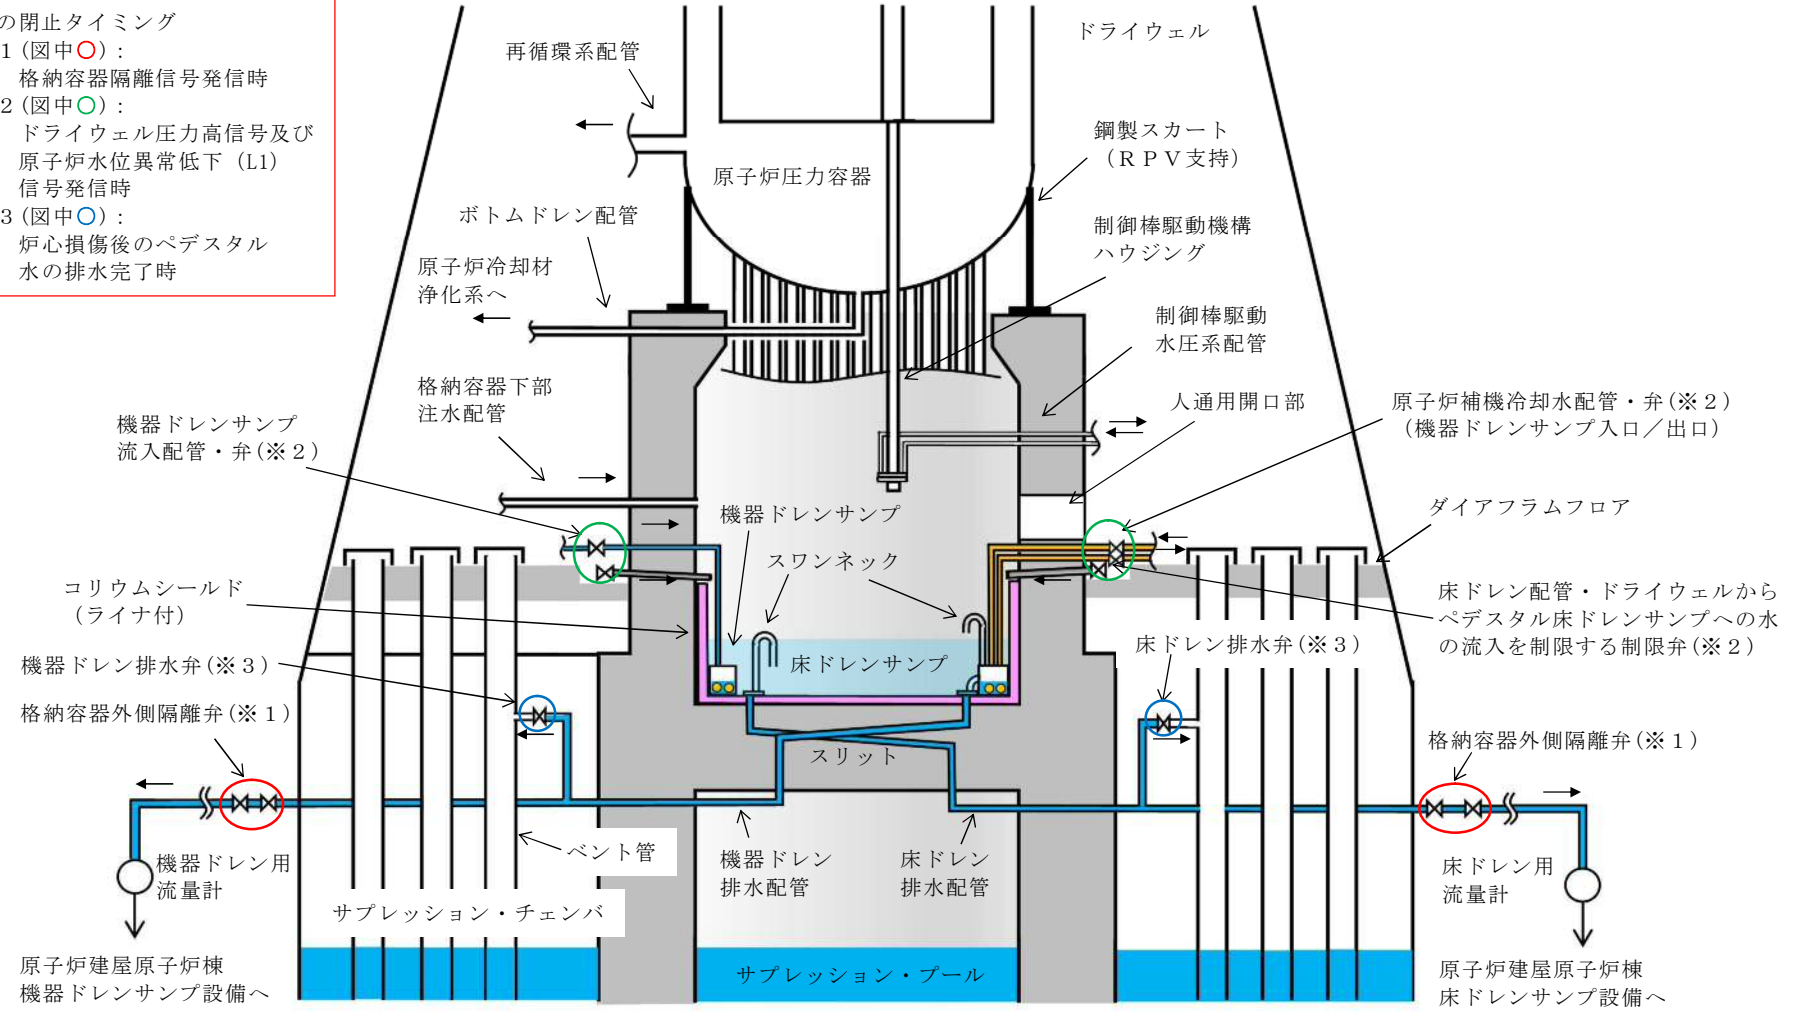 の閉止タイミング
1(図中○):
格納容器隔離信号発信時
2(図中○):
ドライウェル圧力高信号及び
原子炉水位異常低下（L1）
信号発信時
3(図中○):
炉心損傷後のペデスタル
水の排水完了時
再循環系配管
ドライウェル
鋼製スカート
（ＲＰＶ支持）
原子炉圧力容器
ボトムドレン配管
制御棒駆動機構
ハウジング
原子炉冷却材
浄化系へ
制御棒駆動
水圧系配管
格納容器下部
注水配管
人通用開口部
原子炉補機冷却水配管・弁(※２)
（機器ドレンサンプ入口／出口）
機器ドレンサンプ
流入配管・弁(※２)
機器ドレンサンプ
ダイアフラムフロア
スワンネック
コリウムシールド
（ライナ付）
床ドレン配管・ドライウェルから
ペデスタル床ドレンサンプへの水
の流入を制限する制限弁(※２)
床ドレンサンプ
床ドレン排水弁(※３)
機器ドレン排水弁(※３)
格納容器外側隔離弁(※１)
スリット
格納容器外側隔離弁(※１)
ベント管
機器ドレン
排水配管
床ドレン
排水配管
機器ドレン用
流量計
床ドレン用
流量計
サプレッション・チェンバ
サプレッション・プール
原子炉建屋原子炉棟
機器ドレンサンプ設備へ
原子炉建屋原子炉棟
床ドレンサンプ設備へ